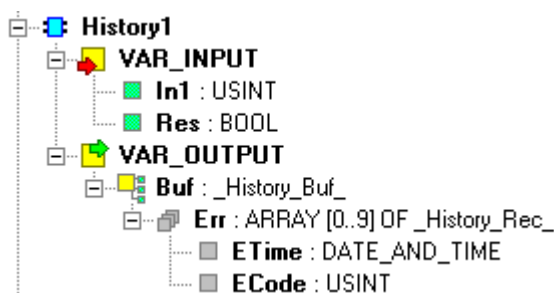 History1
VAR_INPUT
In1 : USINT
Res : BOOL
VAR_OUTPUT
Buf : _History_Buf_
Err : ARRAY [0..9] OF _History_Rec_
ETime : DATE_AND_TIME
ECode : USINT